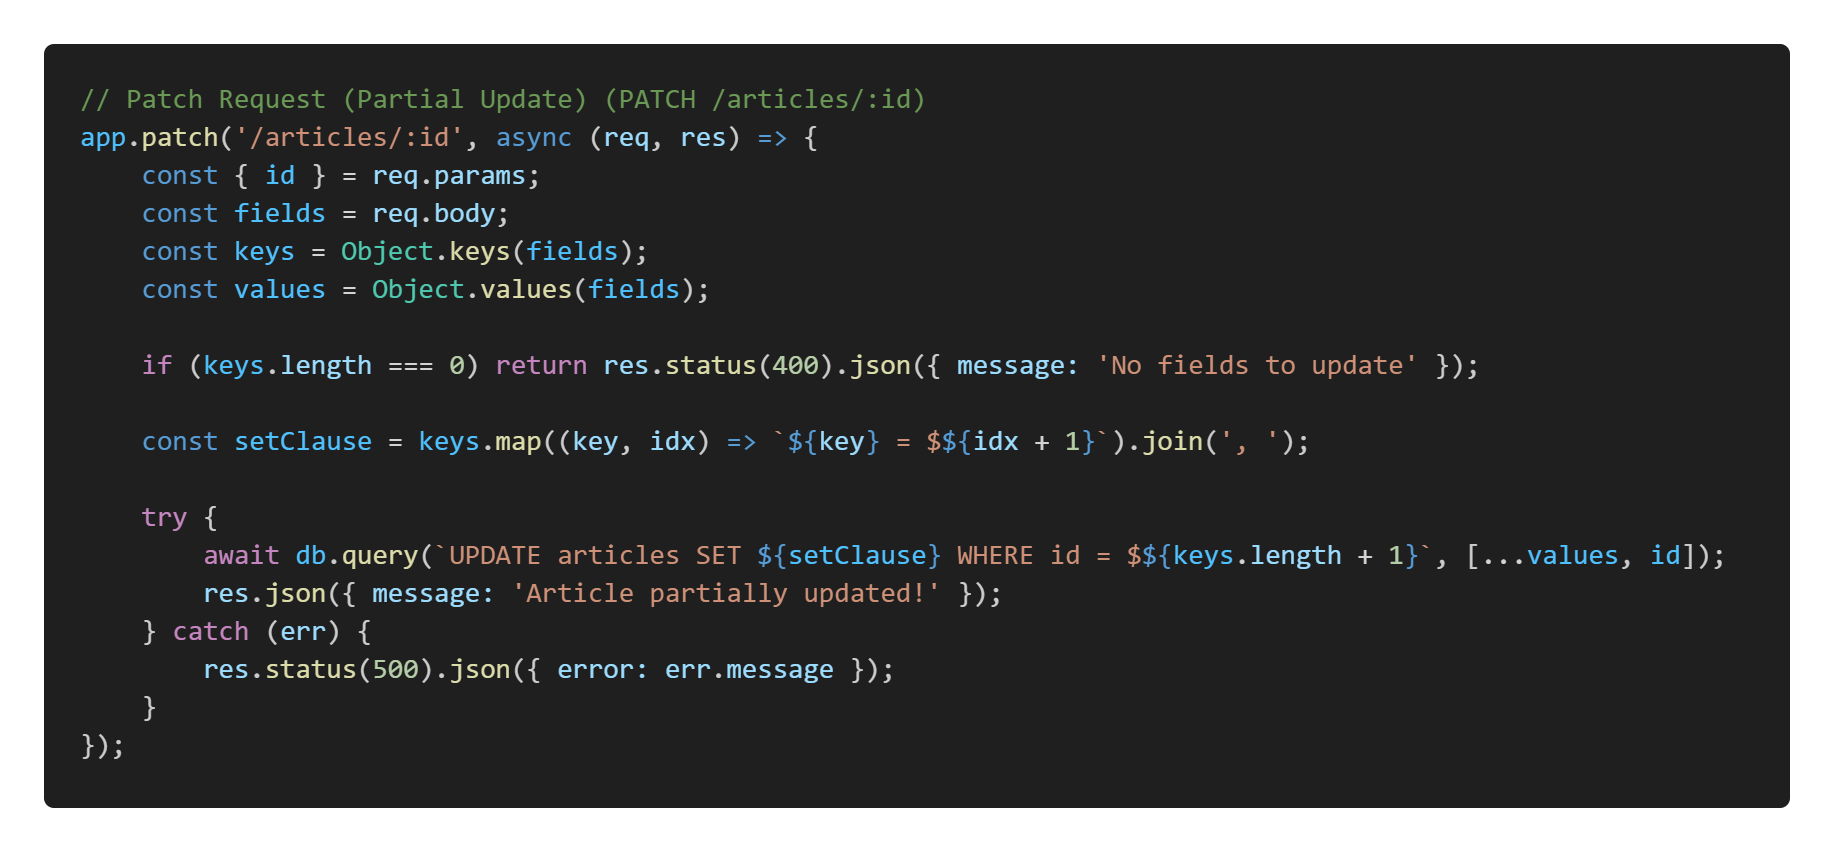 // Patch Request (Partial Update) (PATCH /articles/:id)
app.patch('/articles/:id', async (req, res) => {
    const { id } = req.params;
    const fields = req.body;
    const keys = Object.keys(fields);
    const values = Object.values(fields);

    if (keys.length === 0) return res.status(400).json({ message: 'No fields to update' });

    const setClause = keys.map((key, idx) => `${key} = $${idx + 1}`).join(', ');

    try {
        await db.query(`UPDATE articles SET ${setClause} WHERE id = $${keys.length + 1}`, [...values, id]);
        res.json({ message: 'Article partially updated!' });
    } catch (err) {
        res.status(500).json({ error: err.message });
    }
});